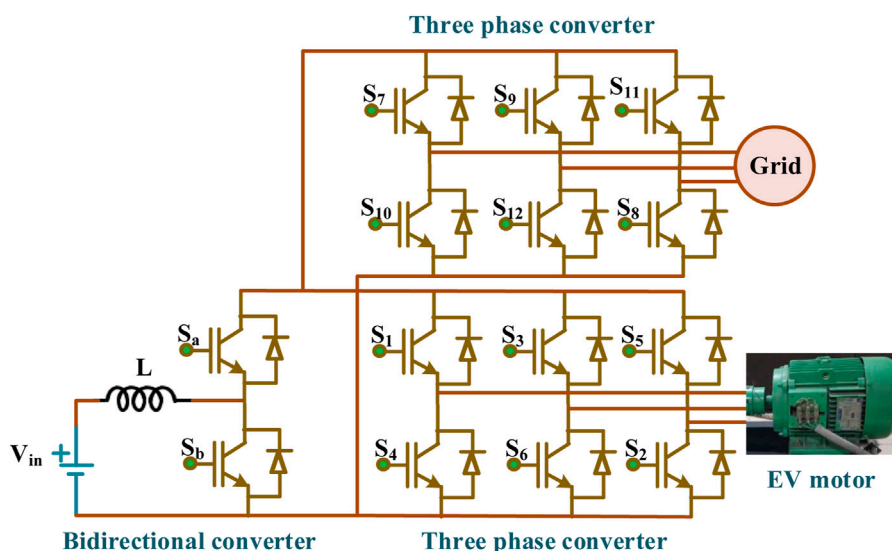 Three phase converter
S7 S9 S11
Grid
S10 S12 S8
Sa S1 S3 S5
L
Vin + Sb S4 S6 S2
EV motor
Bidirectional converter Three phase converter